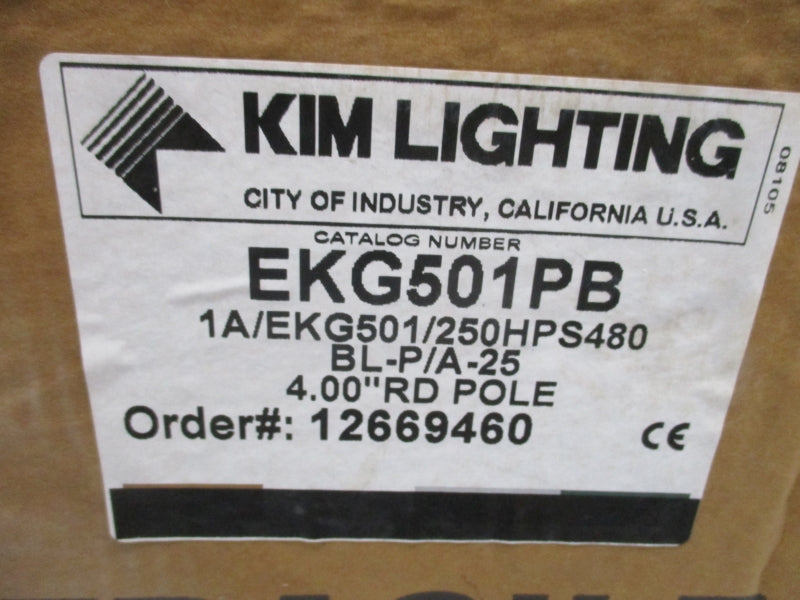 KIM LIGHTING
CITY OF INDUSTRY, CALIFORNIA U.S.A.
08105
CATALOG NUMBER
EKG501PB
1A/EKG501/250HPS480
BL-P/A-25
4.00"RD POLE
Order#: 12669460
CE